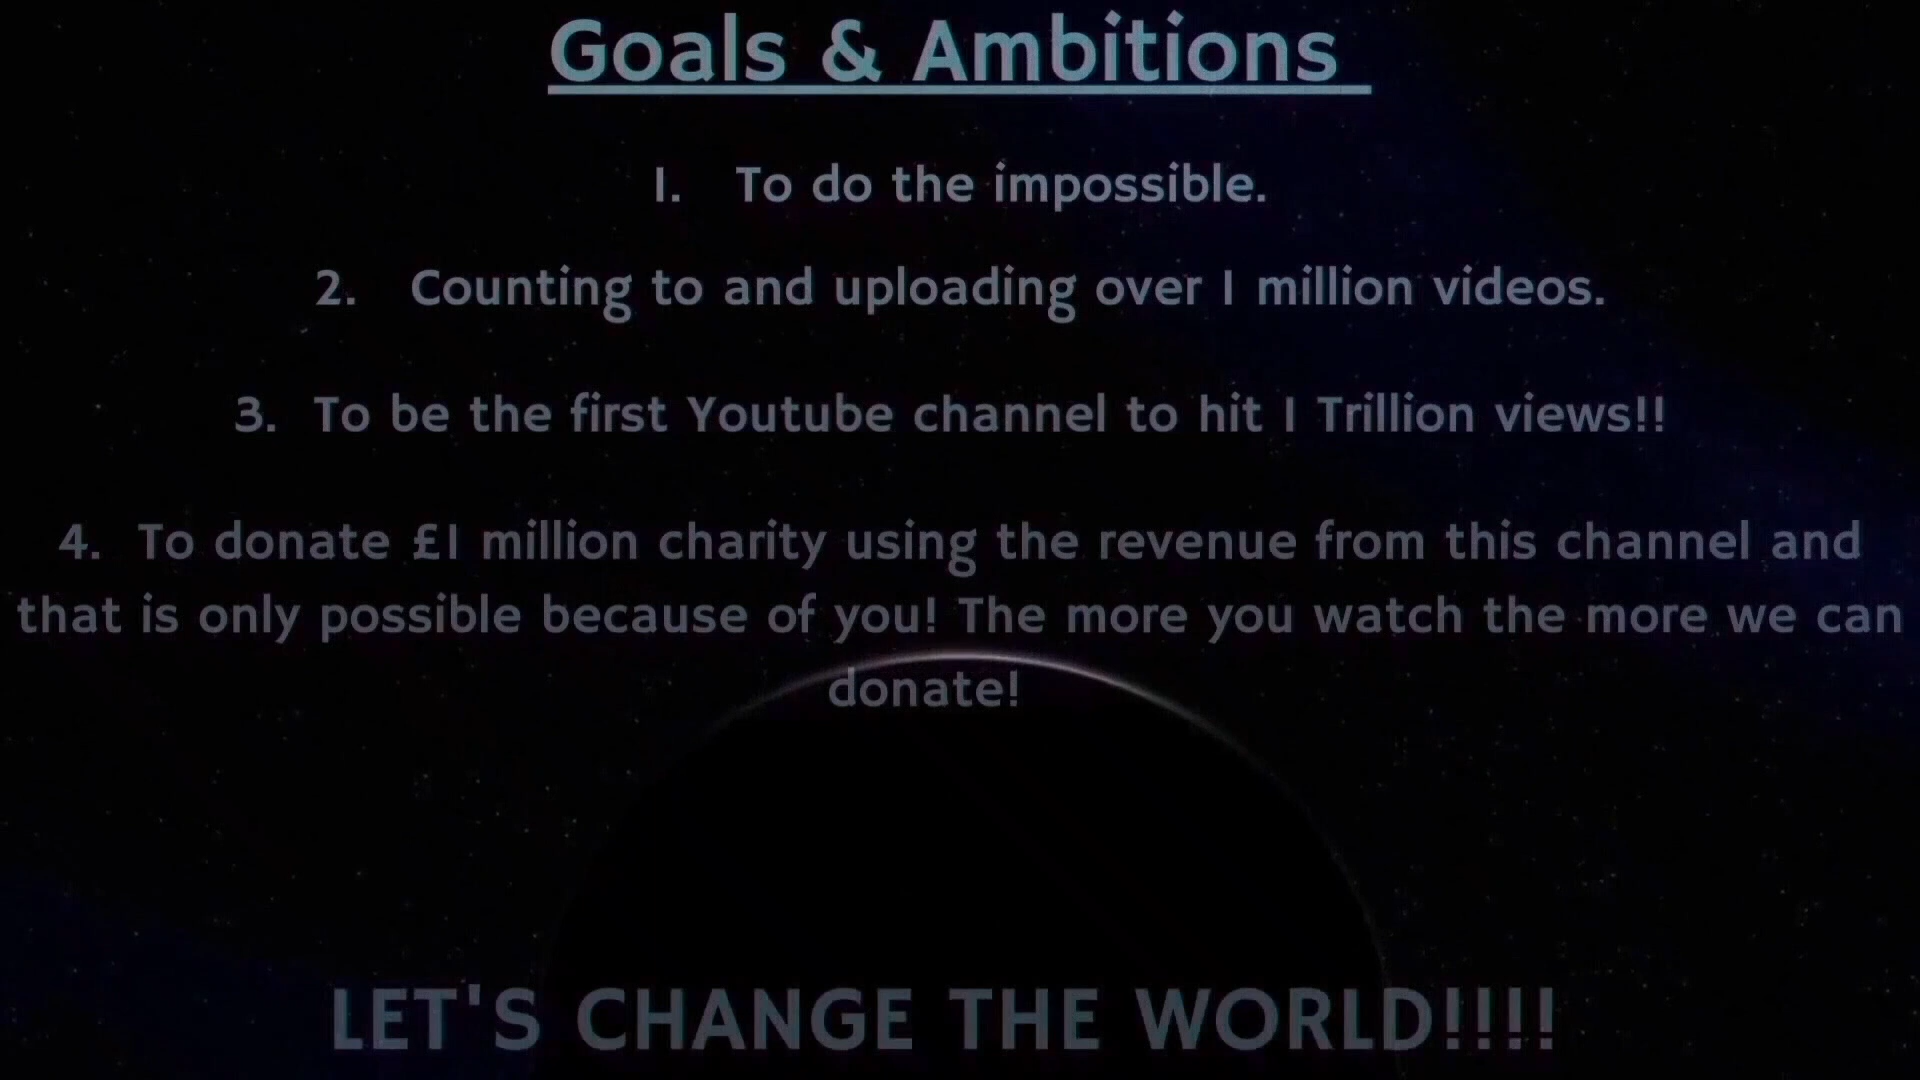 Goals & Ambitions
1. To do the impossible.
2. Counting to and uploading over 1 million videos.
3. To be the first Youtube channel to hit 1 Trillion views!!
4. To donate £1 million charity using the revenue from this channel and
that is only possible because of you! The more you watch the more we can
donate!
LET'S CHANGE THE WORLD!!!!